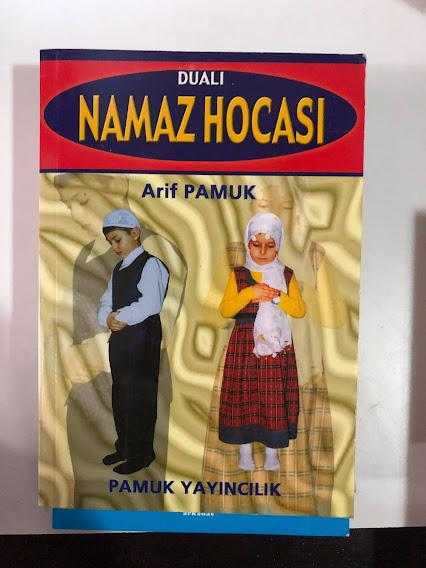 DUALI
NAMAZ HOCASI
Arif PAMUK
PAMUK YAYINCILIK